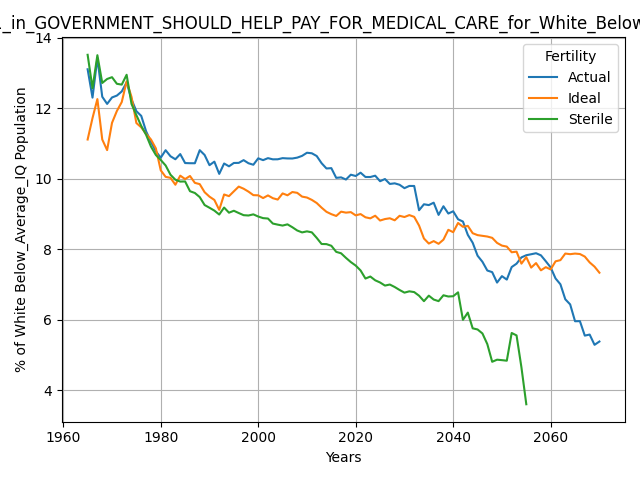 _in_GOVERNMENT_SHOULD_HELP_PAY_FOR_MEDICAL_CARE_for_White_Below
Fertility
Actual
Ideal
Sterile
% of White Below_Average_IQ Population
14
12
10
8
6
4
1960
1980
2000
2020
2040
2060
Years